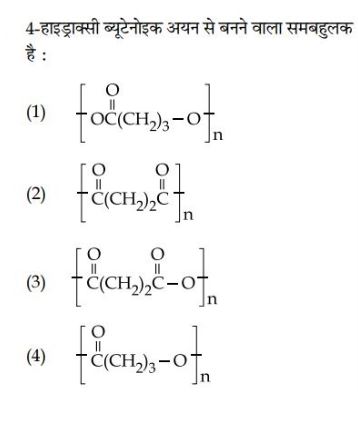 4-हाइड्राक्सी ब्यूटेनोइक अयन से बनने वाला समबहुलक
है :
(1) [ OC(=O)(CH₂)₃–O ]n
(2) [ C(=O)(CH₂)₂C(=O) ]n
(3) [ C(=O)(CH₂)₂C(=O)–O ]n
(4) [ C(=O)(CH₂)₃–O ]n